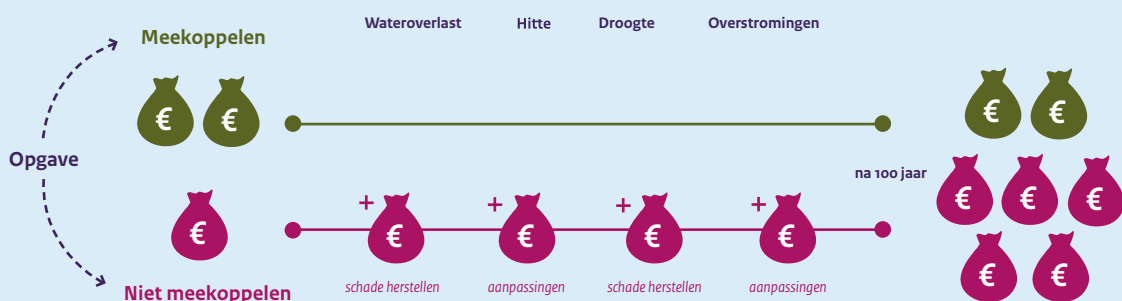 Wateroverlast Hitte Droogte Overstromingen
Meekoppelen
€ € € €
Opgave
na 100 jaar
€ € €
€ + € + € + € + €
€ €
schade herstellen aanpassingen schade herstellen aanpassingen
Niet meekoppelen